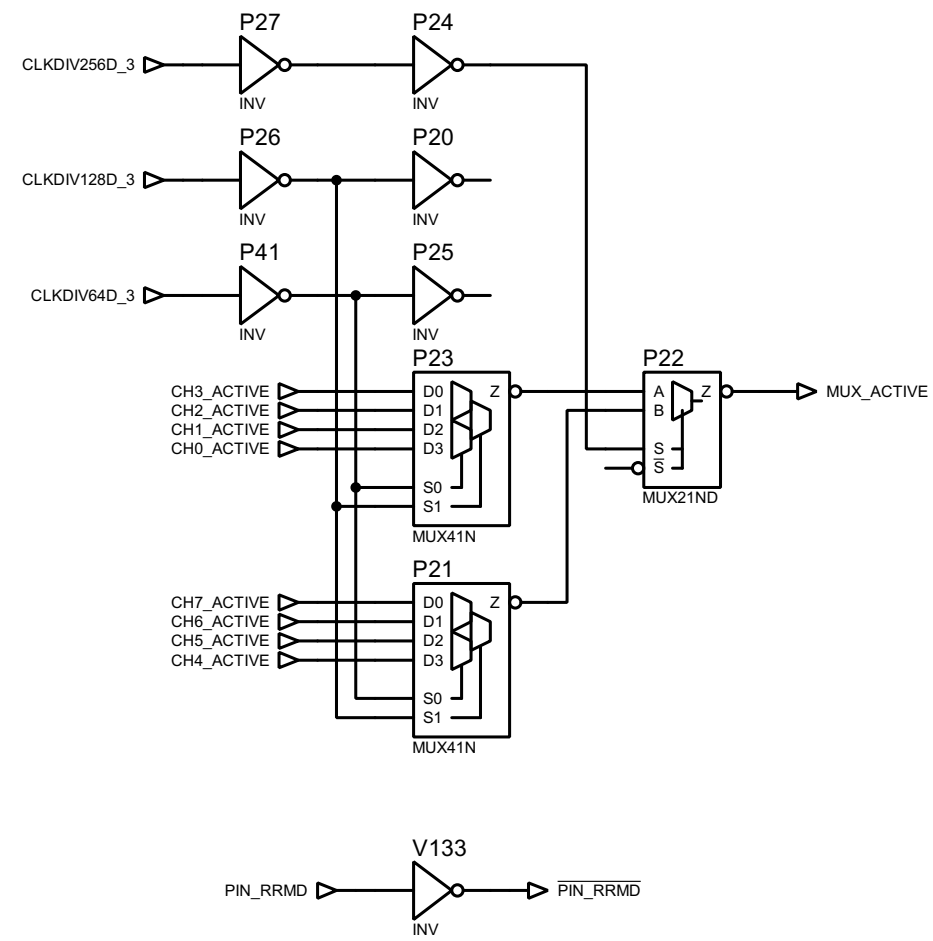 P27
P24
CLKDIV256D_3
INV
INV
P26
P20
CLKDIV128D_3
INV
INV
P41
P25
CLKDIV64D_3
INV
INV
P23
P22
CH3_ACTIVE
D0
Z
A
Z
MUX_ACTIVE
CH2_ACTIVE
D1
B
CH1_ACTIVE
D2
CH0_ACTIVE
D3
S
S̅
S0
MUX21ND
S1
MUX41N
P21
CH7_ACTIVE
D0
Z
CH6_ACTIVE
D1
CH5_ACTIVE
D2
CH4_ACTIVE
D3
S0
S1
MUX41N
V133
PIN_RRMD
P̅I̅N̅_̅R̅R̅M̅D̅
INV